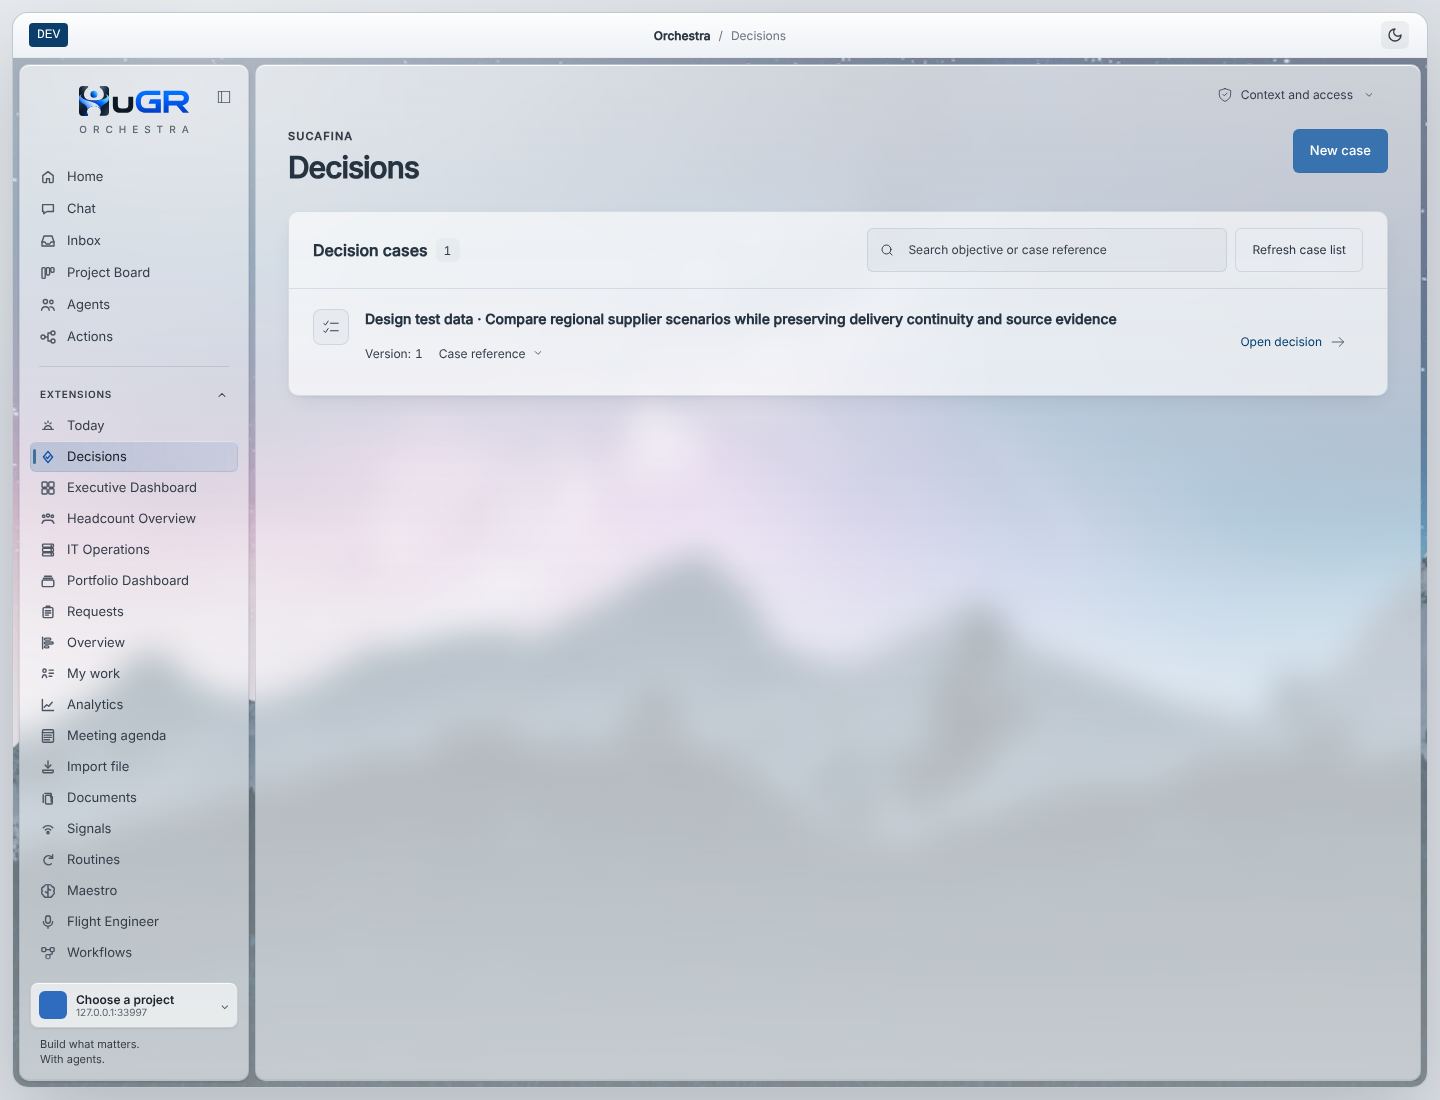 DEV
Orchestra / Decisions
HuGR
ORCHESTRA
Home
Chat
Inbox
Project Board
Agents
Actions
EXTENSIONS
Today
Decisions
Executive Dashboard
Headcount Overview
IT Operations
Portfolio Dashboard
Requests
Overview
My work
Analytics
Meeting agenda
Import file
Documents
Signals
Routines
Maestro
Flight Engineer
Workflows
Choose a project
127.0.0.1:33997
Build what matters.
With agents.
Context and access
SUCAFINA
Decisions
New case
Decision cases 1
Search objective or case reference
Refresh case list
Design test data · Compare regional supplier scenarios while preserving delivery continuity and source evidence
Version: 1 Case reference
Open decision